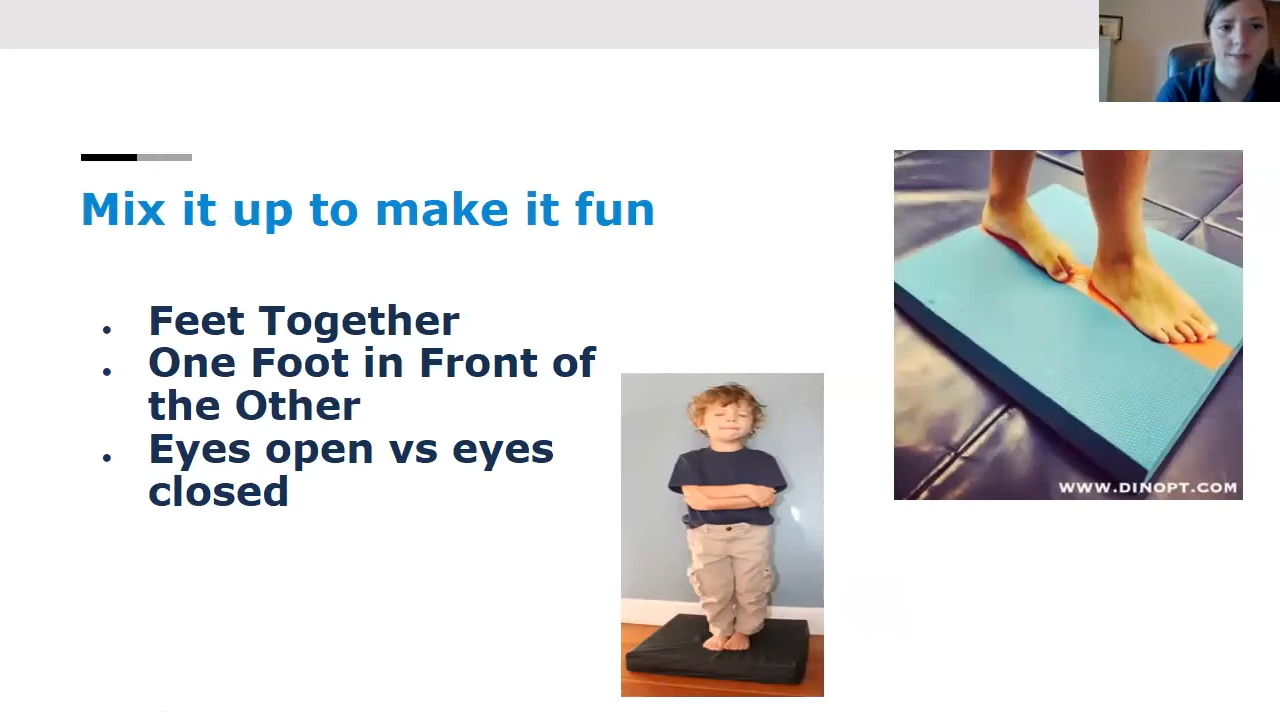 Mix it up to make it fun
• Feet Together
• One Foot in Front of
the Other
• Eyes open vs eyes
closed
WWW.DINOPT.COM